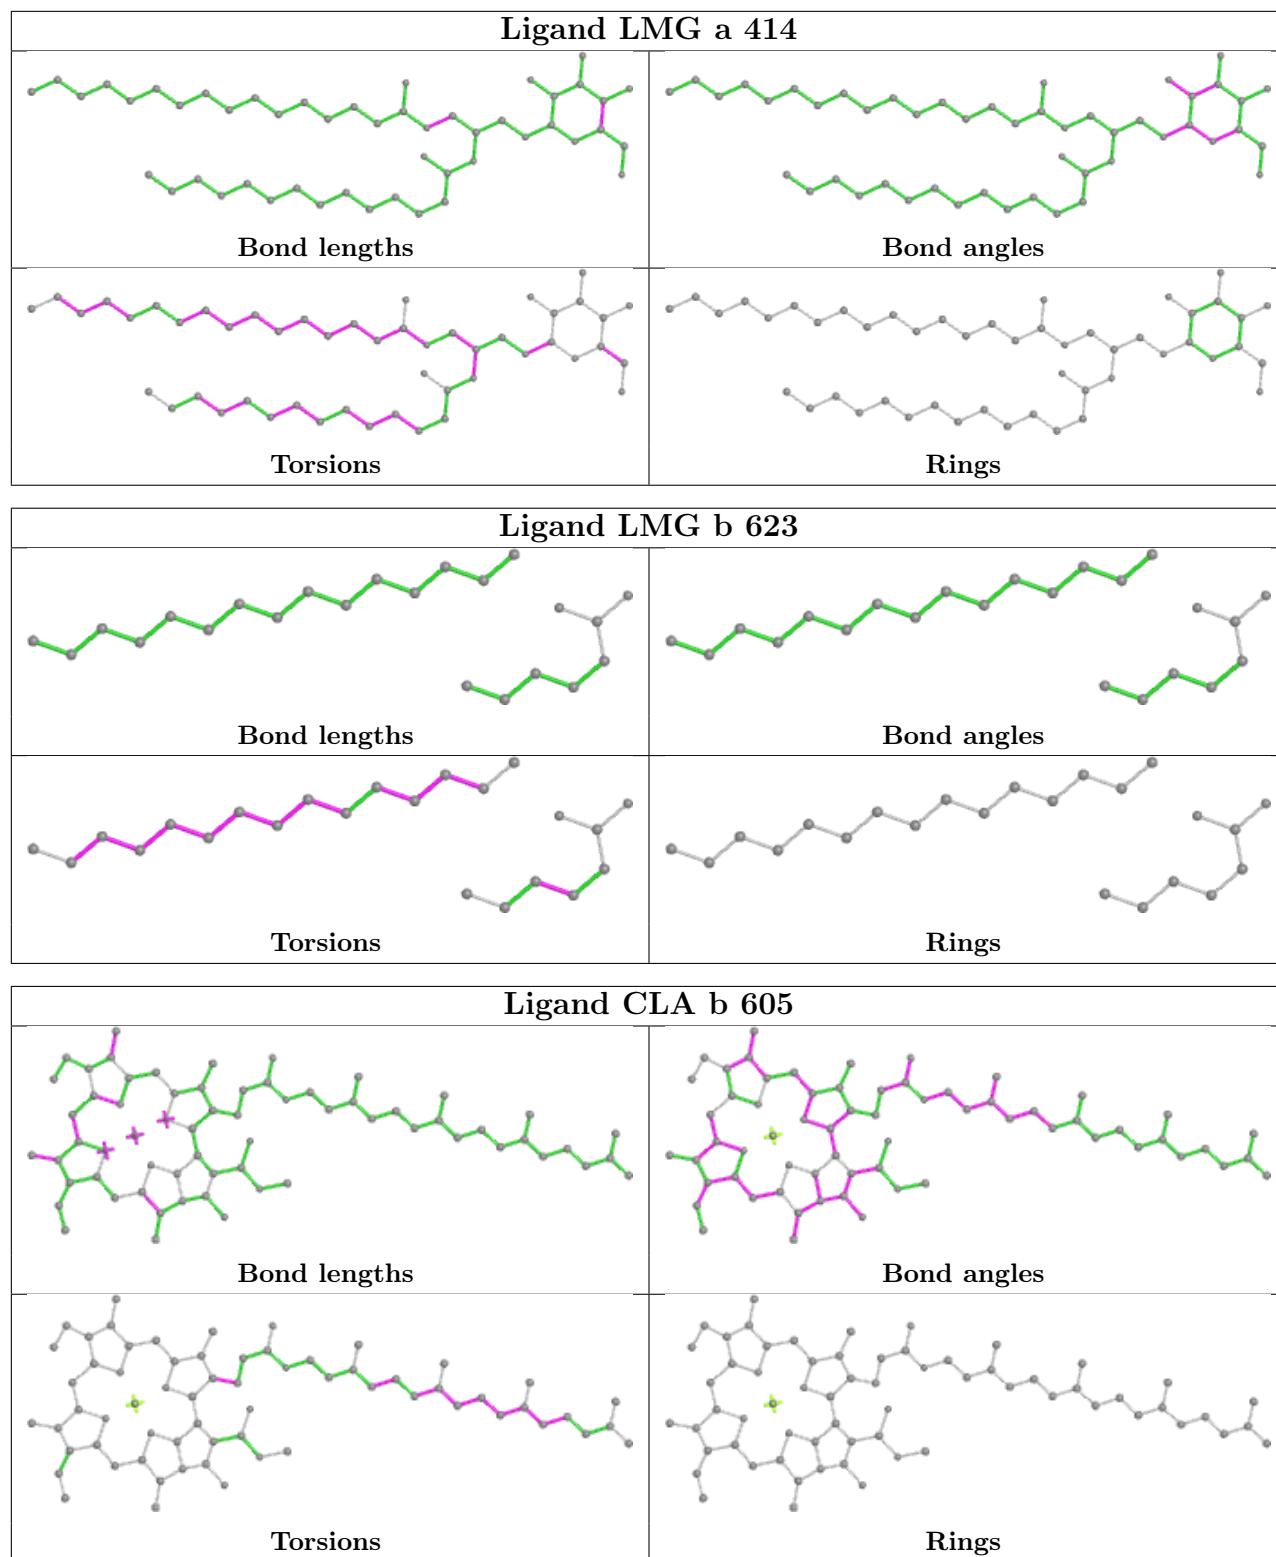 Ligand LMG a 414
Bond lengths
Bond angles
Torsions
Rings
Ligand LMG b 623
Bond lengths
Bond angles
Torsions
Rings
Ligand CLA b 605
Bond lengths
Bond angles
Torsions
Rings